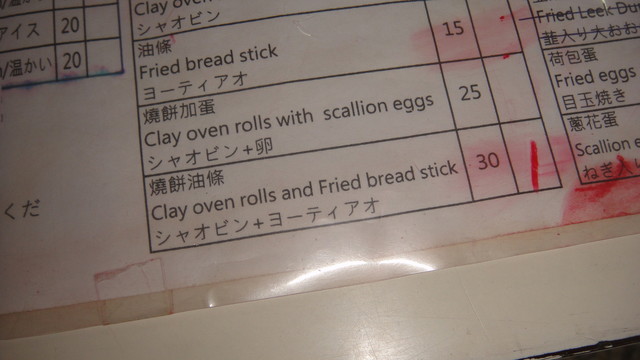 アイス 20
/温かい 20
くだ
Clay oven
シャオビン
油條
Fried bread stick
ヨーティアオ
15
燒餅加蛋
Clay oven rolls with scallion eggs
シャオビン+卵
25
燒餅油條
Clay oven rolls and Fried bread stick
シャオビン+ヨーティアオ
30
Fried Leek Du
韮入り大おお
荷包蛋
Fried eggs
目玉焼き
蔥花蛋
Scallion e
ねぎ入